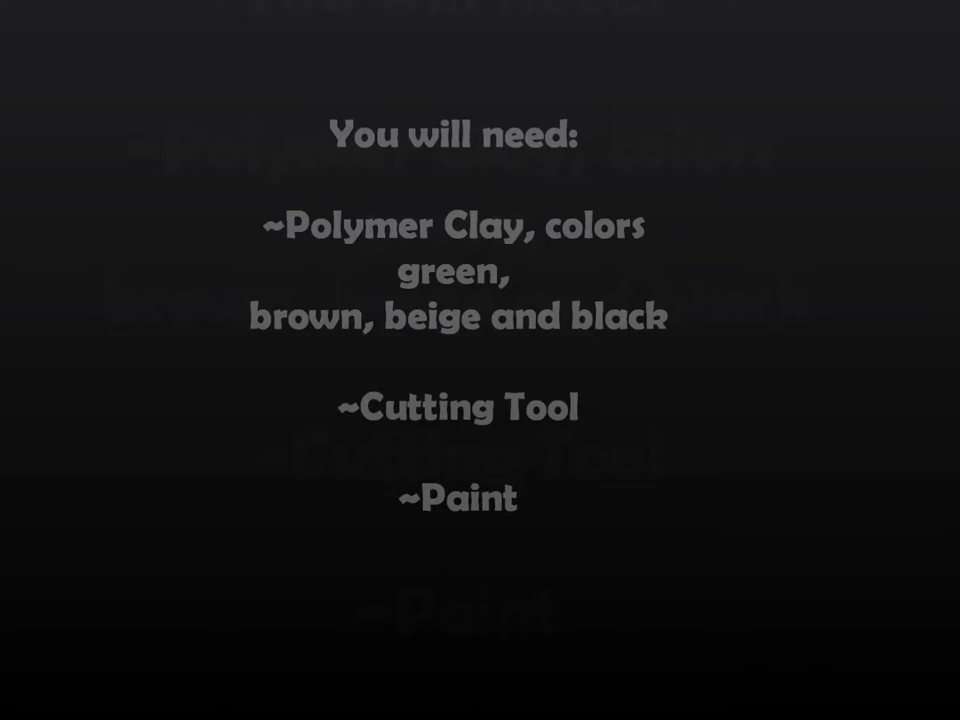 You will need:
~Polymer Clay, colors
green,
brown, beige and black
~Cutting Tool
~Paint